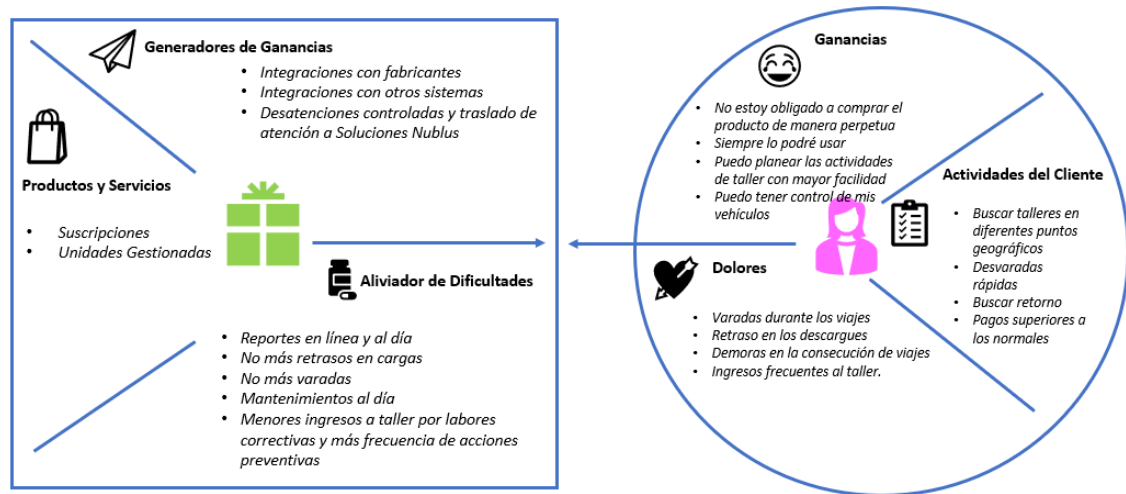 Generadores de Ganancias
• Integraciones con fabricantes
• Integraciones con otros sistemas
• Desatenciones controladas y traslado de
atención a Soluciones Nublus
Productos y Servicios
• Suscripciones
• Unidades Gestionadas
Aliviador de Dificultades
• Reportes en línea y al día
• No más retrasos en cargas
• No más varadas
• Mantenimientos al día
• Menores ingresos a taller por labores
correctivas y más frecuencia de acciones
preventivas
Ganancias
• No estoy obligado a comprar el
producto de manera perpetua
• Siempre lo podré usar
• Puedo planear las actividades
de taller con mayor facilidad
• Puedo tener control de mis
vehículos
Actividades del Cliente
• Buscar talleres en
diferentes puntos
geográficos
• Desvaradas
rápidas
• Buscar retorno
• Pagos superiores a
los normales
Dolores
• Varadas durante los viajes
• Retraso en los descargues
• Demoras en la consecución de viajes
• Ingresos frecuentes al taller.